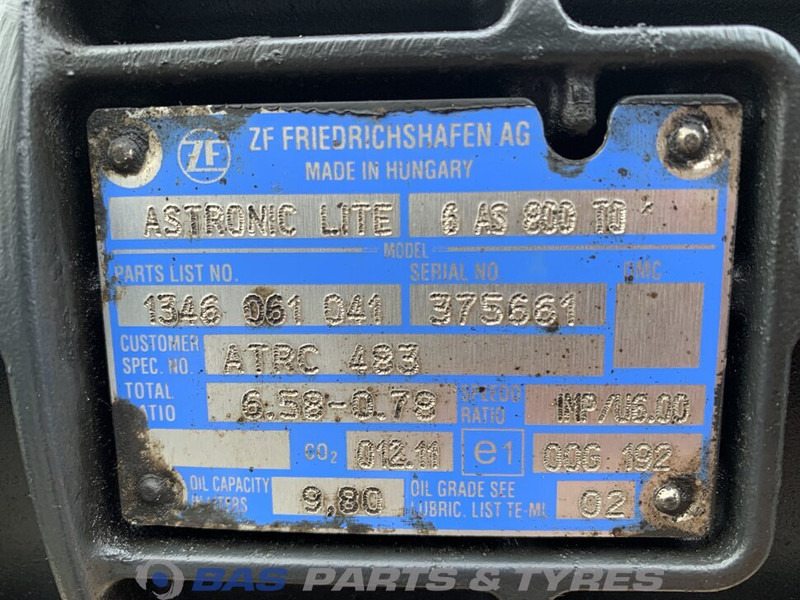 ZF FRIEDRICHSHAFEN AG
MADE IN HUNGARY
ASTRONIC LITE 6 AS 800 TO *
MODEL
PARTS LIST NO. SERIAL NO DMC
1346 061 041 375661
CUSTOMER SPEC. NO. ATRC 483
TOTAL RATIO 6.58-0.78 SPEEDO RATIO IMP/U6.00
CO2 012.11 e1 00G 192
OIL CAPACITY IN LITERS 9,80 OIL GRADE SEE LUBRIC. LIST TE-ML 02
BAS PARTS & TYRES